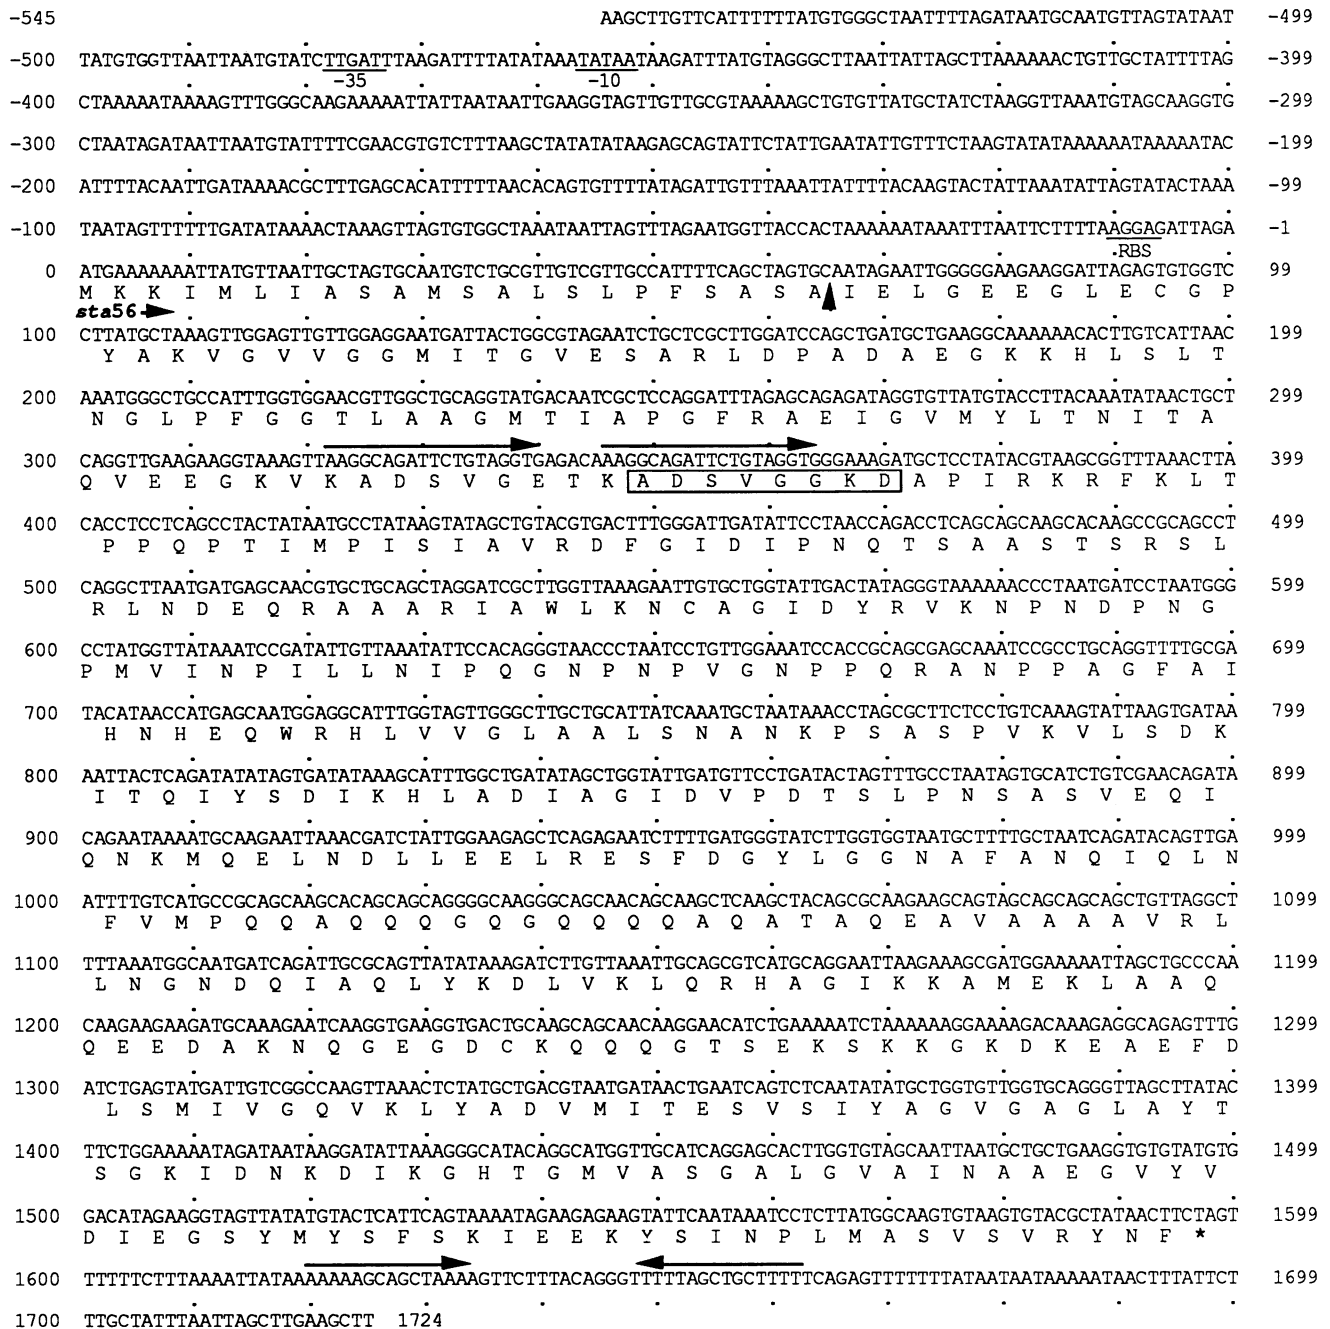 -545 AAGCTTGTTCATTTTTTATGTGGGCTAATTTTAGATAATGCAATGTTAGTATAAT -499
-500 TATGTGGTTAATTAATGTATCTTGATTTAAGATTTTATATAAATATAATAAGATTTATGTAGGGCTTAATTATTAGCTTAAAAAACTGTTGCTATTTTAG -399
-35 -10
-400 CTAAAAATAAAAGTTTGGGCAAGAAAAATTATTAATAATTGAAGGTAGTTGTTGCGTAAAAAGCTGTGTTATGCTATCTAAGGTTAAATGTAGCAAGGTG -299
-300 CTAATAGATAATTAATGTATTTTCGAACGTGTCTTTAAGCTATATATAAGAGCAGTATTCTATTGAATATTGTTTCTAAGTATATAAAAAATAAAAATAC -199
-200 ATTTTACAATTGATAAAACGCTTTGAGCACATTTTTAACACAGTGTTTTATAGATTGTTTAAATTATTTTACAAGTACTATTAAATATTAGTATACTAAA -99
-100 TAATAGTTTTTTGATATAAAACTAAAGTTAGTGTGGCTAAATAATTAGTTTAGAATGGTTACCACTAAAAAATAAATTTAATTCTTTTAAGGAGATTAGA -1
RBS
0 ATGAAAAAAATTATGTTAATTGCTAGTGCAATGTCTGCGTTGTCGTTGCCATTTTCAGCTAGTGCAATAGAATTGGGGGAAGAAGGATTAGAGTGTGGTC 99
M K K I M L I A S A M S A L S L P F S A S A I E L G E E G L E C G P
sta56
100 CTTATGCTAAAGTTGGAGTTGTTGGAGGAATGATTACTGGCGTAGAATCTGCTCGCTTGGATCCAGCTGATGCTGAAGGCAAAAAACACTTGTCATTAAC 199
Y A K V G V V G G M I T G V E S A R L D P A D A E G K K H L S L T
200 AAATGGGCTGCCATTTGGTGGAACGTTGGCTGCAGGTATGACAATCGCTCCAGGATTTAGAGCAGAGATAGGTGTTATGTACCTTACAAATATAACTGCT 299
N G L P F G G T L A A G M T I A P G F R A E I G V M Y L T N I T A
300 CAGGTTGAAGAAGGTAAAGTTAAGGCAGATTCTGTAGGTGAGACAAAGGCAGATTCTGTAGGTGGGAAAGATGCTCCTATACGTAAGCGGTTTAAACTTA 399
Q V E E G K V K A D S V G E T K A D S V G G K D A P I R K R F K L T
400 CACCTCCTCAGCCTACTATAATGCCTATAAGTATAGCTGTACGTGACTTTGGGATTGATATTCCTAACCAGACCTCAGCAGCAAGCACAAGCCGCAGCCT 499
P P Q P T I M P I S I A V R D F G I D I P N Q T S A A S T S R S L
500 CAGGCTTAATGATGAGCAACGTGCTGCAGCTAGGATCGCTTGGTTAAAGAATTGTGCTGGTATTGACTATAGGGTAAAAAACCCTAATGATCCTAATGGG 599
R L N D E Q R A A A R I A W L K N C A G I D Y R V K N P N D P N G
600 CCTATGGTTATAAATCCGATATTGTTAAATATTCCACAGGGTAACCCTAATCCTGTTGGAAATCCACCGCAGCGAGCAAATCCGCCTGCAGGTTTTGCGA 699
P M V I N P I L L N I P Q G N P N P V G N P P Q R A N P P A G F A I
700 TACATAACCATGAGCAATGGAGGCATTTGGTAGTTGGGCTTGCTGCATTATCAAATGCTAATAAACCTAGCGCTTCTCCTGTCAAAGTATTAAGTGATAA 799
H N H E Q W R H L V V G L A A L S N A N K P S A S P V K V L S D K
800 AATTACTCAGATATATAGTGATATAAAGCATTTGGCTGATATAGCTGGTATTGATGTTCCTGATACTAGTTTGCCTAATAGTGCATCTGTCGAACAGATA 899
I T Q I Y S D I K H L A D I A G I D V P D T S L P N S A S V E Q I
900 CAGAATAAAATGCAAGAATTAAACGATCTATTGGAAGAGCTCAGAGAATCTTTTGATGGGTATCTTGGTGGTAATGCTTTTGCTAATCAGATACAGTTGA 999
Q N K M Q E L N D L L E E L R E S F D G Y L G G N A F A N Q I Q L N
1000 ATTTTGTCATGCCGCAGCAAGCACAGCAGCAGGGGCAAGGGCAGCAACAGCAAGCTCAAGCTACAGCGCAAGAAGCAGTAGCAGCAGCAGCTGTTAGGCT 1099
F V M P Q Q A Q Q Q G Q G Q Q Q Q A Q A T A Q E A V A A A A V R L
1100 TTTAAATGGCAATGATCAGATTGCGCAGTTATATAAAGATCTTGTTAAATTGCAGCGTCATGCAGGAATTAAGAAAGCGATGGAAAAATTAGCTGCCCAA 1199
L N G N D Q I A Q L Y K D L V K L Q R H A G I K K A M E K L A A Q
1200 CAAGAAGAAGATGCAAAGAATCAAGGTGAAGGTGACTGCAAGCAGCAACAAGGAACATCTGAAAAATCTAAAAAAGGAAAAGACAAAGAGGCAGAGTTTG 1299
Q E E D A K N Q G E G D C K Q Q Q G T S E K S K K G K D K E A E F D
1300 ATCTGAGTATGATTGTCGGCCAAGTTAAACTCTATGCTGACGTAATGATAACTGAATCAGTCTCAATATATGCTGGTGTTGGTGCAGGGTTAGCTTATAC 1399
L S M I V G Q V K L Y A D V M I T E S V S I Y A G V G A G L A Y T
1400 TTCTGGAAAAATAGATAATAAGGATATTAAAGGGCATACAGGCATGGTTGCATCAGGAGCACTTGGTGTAGCAATTAATGCTGCTGAAGGTGTGTATGTG 1499
S G K I D N K D I K G H T G M V A S G A L G V A I N A A E G V Y V
1500 GACATAGAAGGTAGTTATATGTACTCATTCAGTAAAATAGAAGAGAAGTATTCAATAAATCCTCTTATGGCAAGTGTAAGTGTACGCTATAACTTCTAGT 1599
D I E G S Y M Y S F S K I E E K Y S I N P L M A S V S V R Y N F *
1600 TTTTTCTTTAAAATTATAAAAAAAGCAGCTAAAAGTTCTTTACAGGGTTTTTAGCTGCTTTTTCAGAGTTTTTTTATAATAATAAAAATAACTTTATTCT 1699
1700 TTGCTATTTAATTAGCTTGAAGCTT 1724